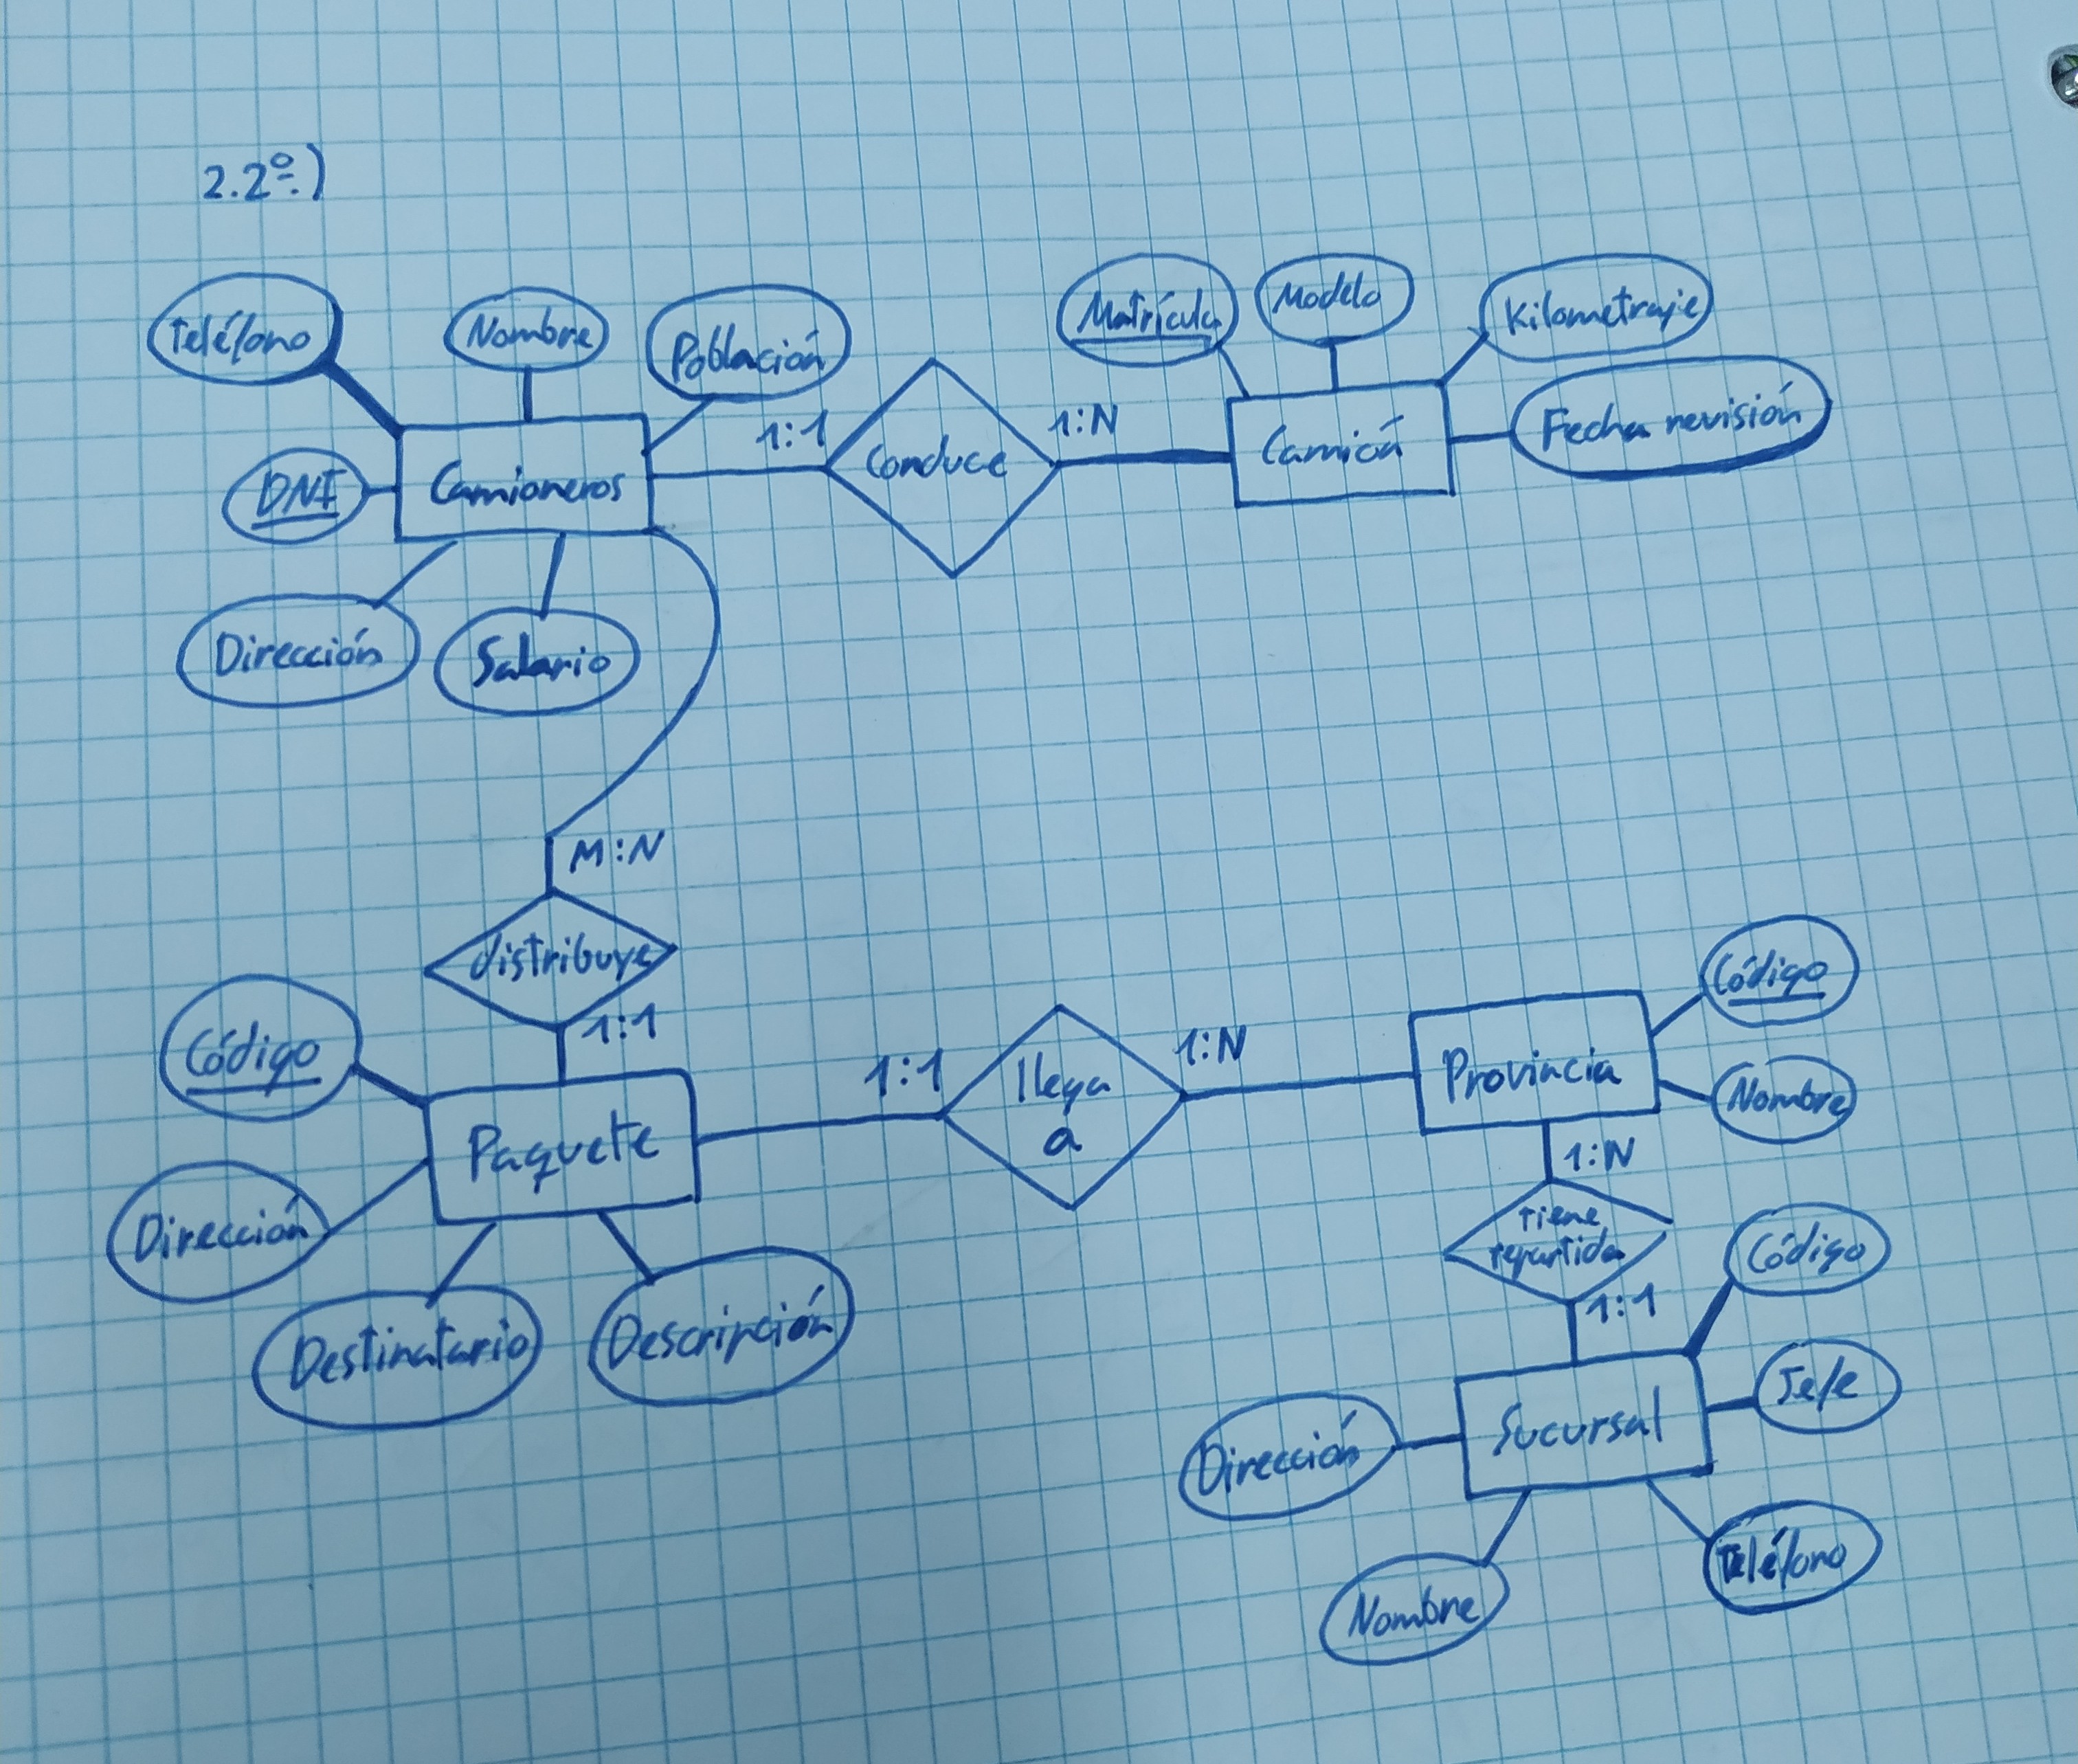 2.2º.)
Teléfono
Nombre
Población
Matrícula
Modelo
Kilometraje
DNI
Camioneros
1:1
Conduce
1:N
Camión
Fecha revisión
Dirección
Salario
M:N
distribuye
1:1
Código
Paquete
Dirección
Destinatario
Descripción
1:1
llega
a
1:N
Provincia
Código
Nombre
1:N
tiene
repartida
1:1
Sucursal
Código
Jefe
Teléfono
Dirección
Nombre